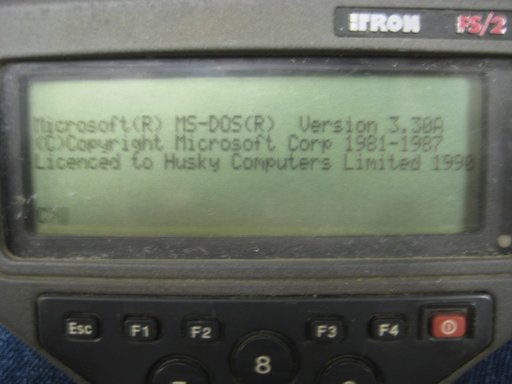 ITRON FS/2
Microsoft(R) MS-DOS(R) Version 3.30A
(C)Copyright Microsoft Corp 1981-1987
Licenced to Husky Computers Limited 1990
Esc F1 F2 F3 F4
8